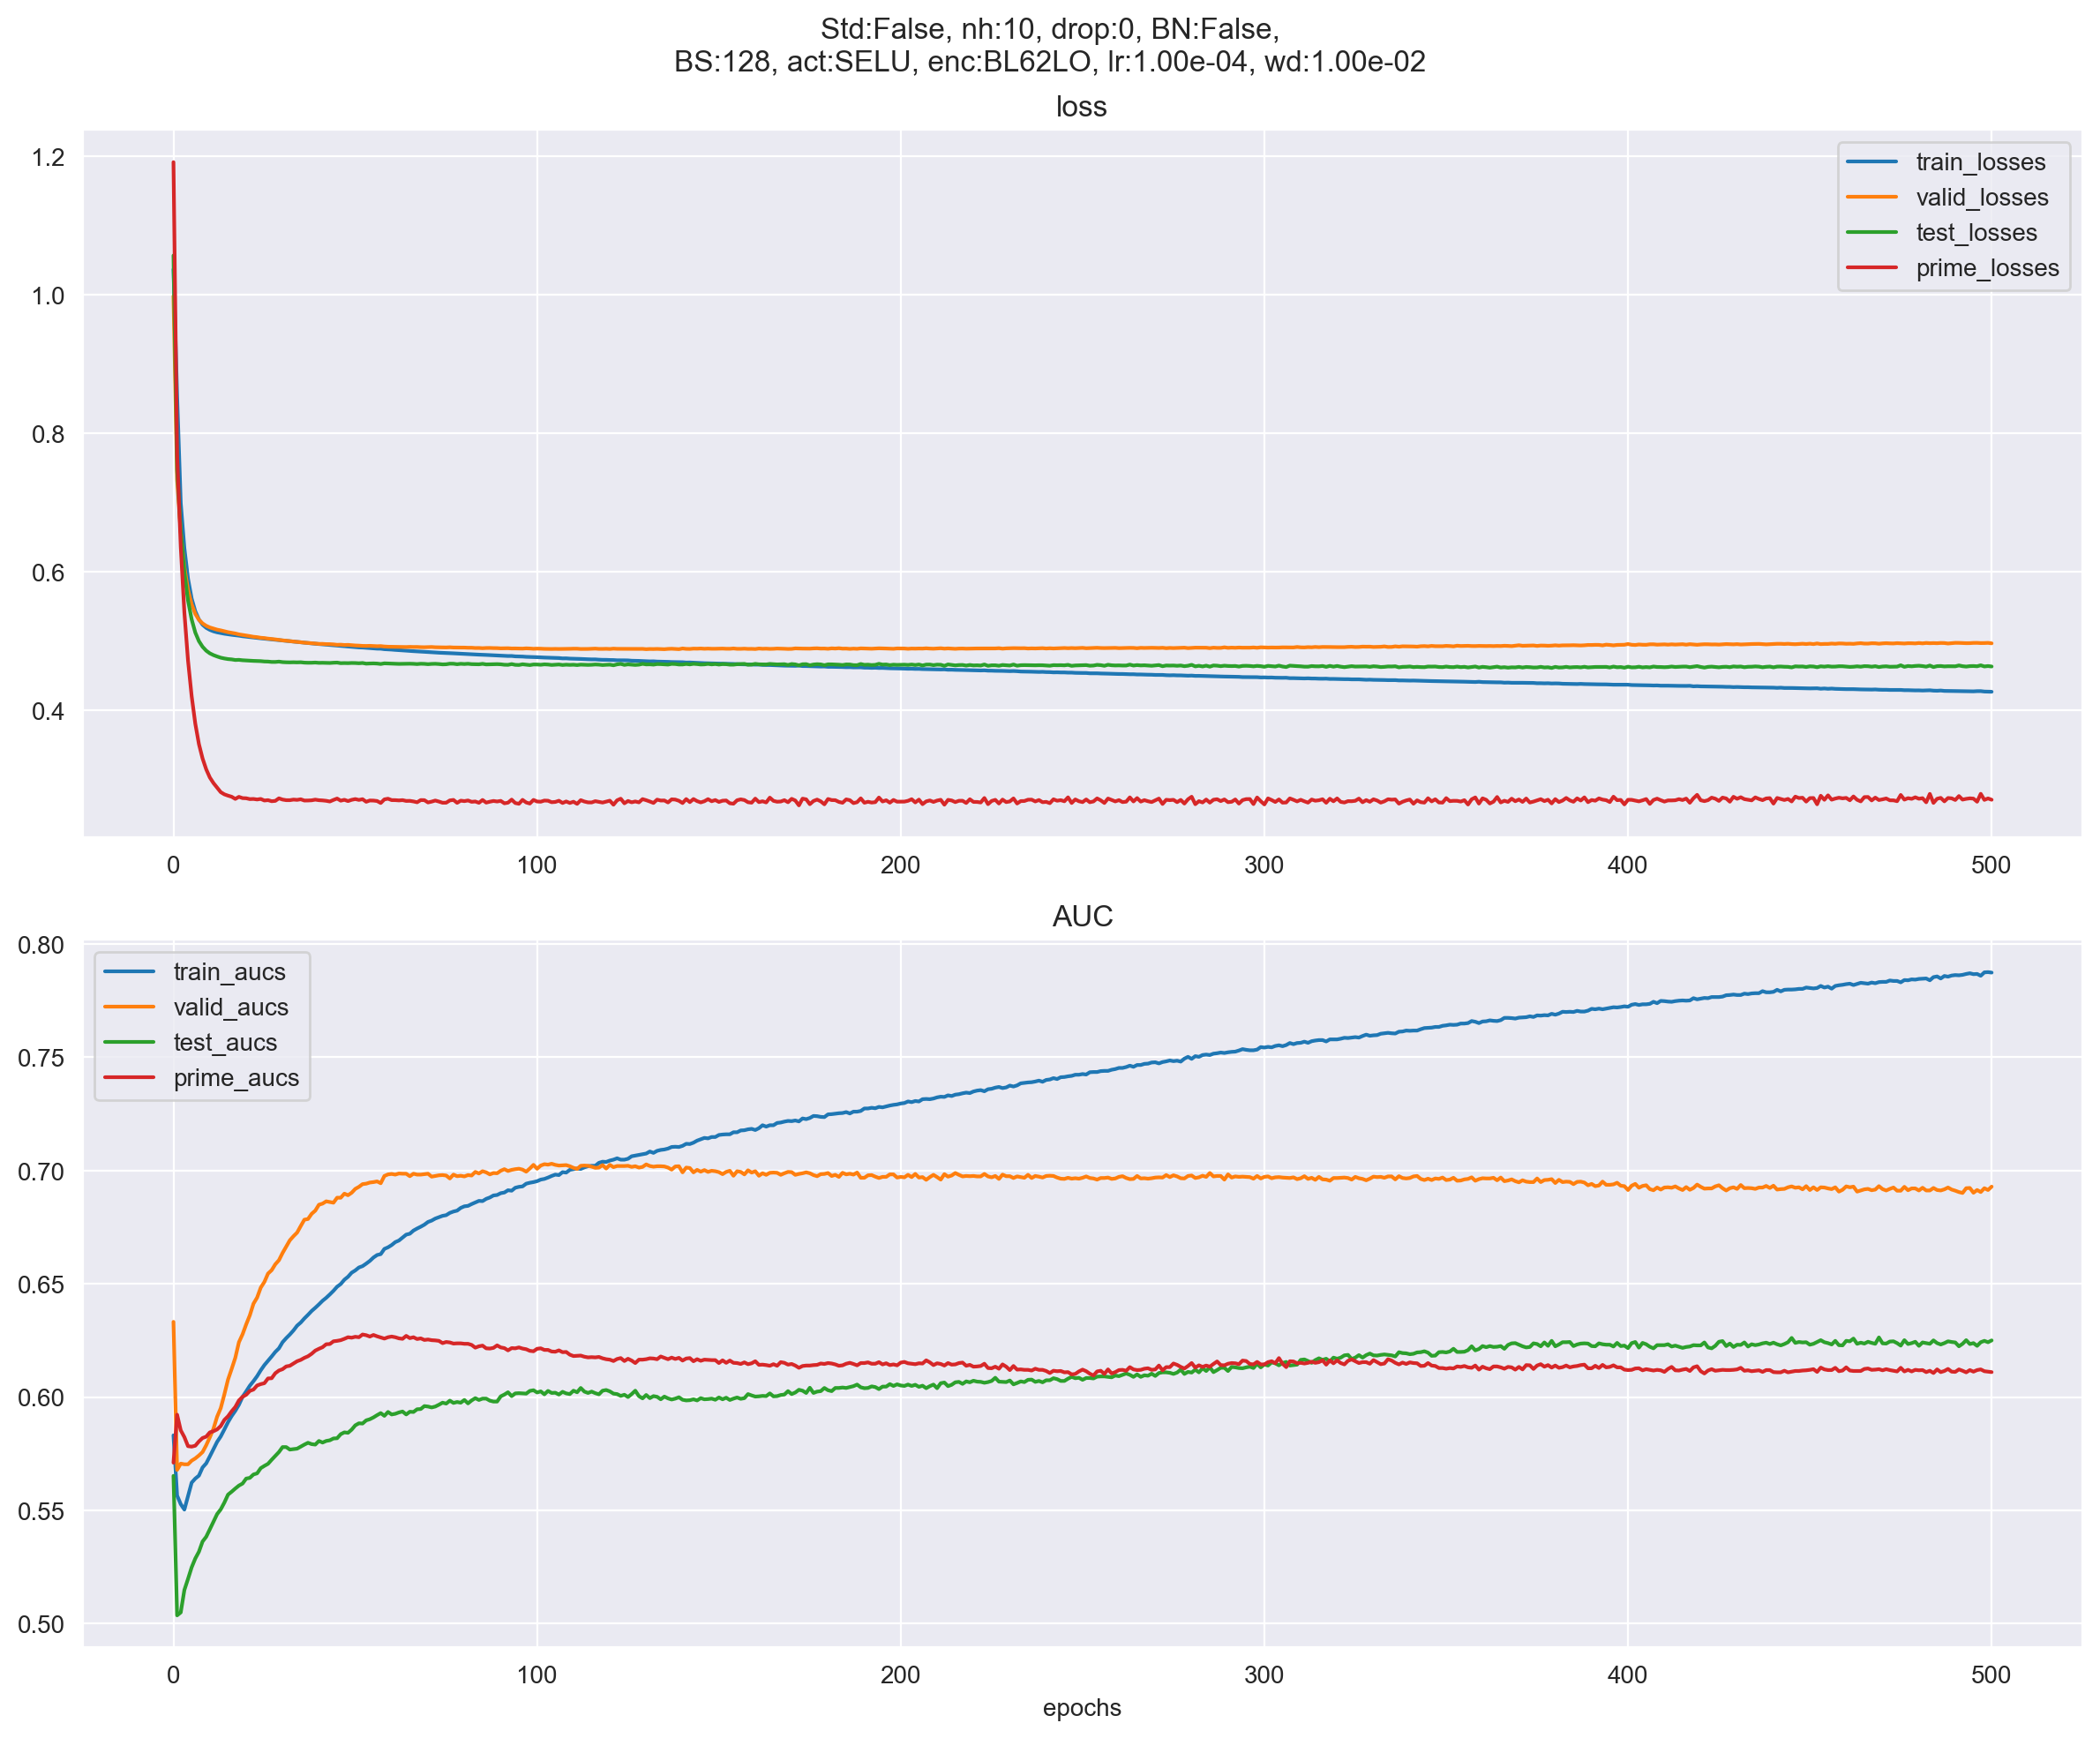 Std:False, nh:10, drop:0, BN:False,
BS:128, act:SELU, enc:BL62LO, lr:1.00e-04, wd:1.00e-02
loss
1.2
1.0
0.8
0.6
0.4
train_losses
valid_losses
test_losses
prime_losses
0 100 200 300 400 500
AUC
0.80
0.75
0.70
0.65
0.60
0.55
0.50
train_aucs
valid_aucs
test_aucs
prime_aucs
0 100 200 300 400 500
epochs